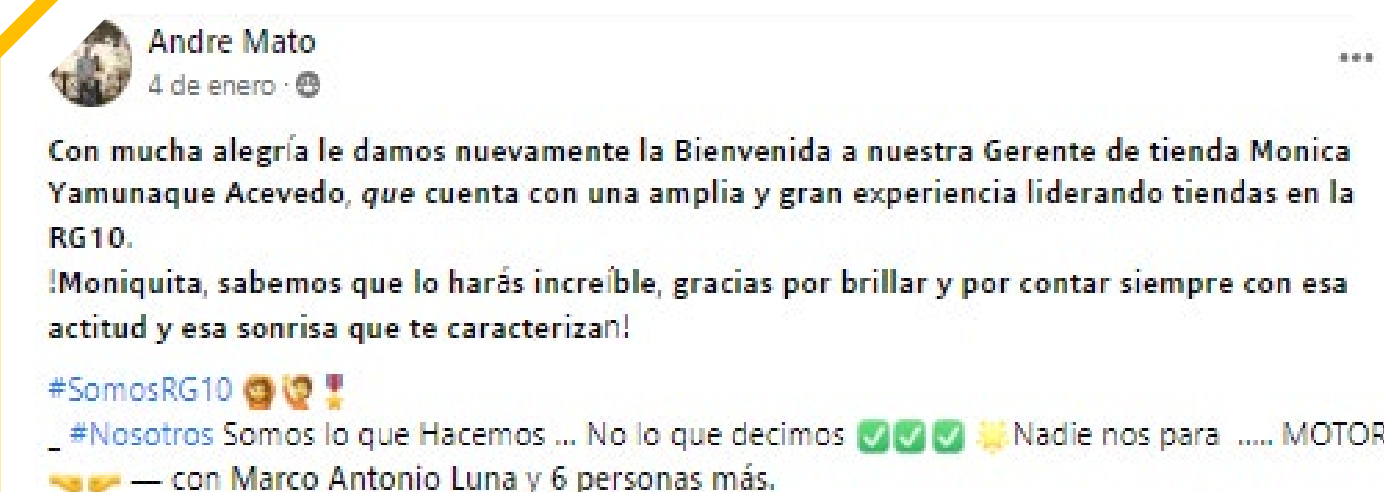 Andre Mato
4 de enero ·
Con mucha alegría le damos nuevamente la Bienvenida a nuestra Gerente de tienda Monica
Yamunaque Acevedo, que cuenta con una amplia y gran experiencia liderando tiendas en la
RG10.
!Moniquita, sabemos que lo harás increíble, gracias por brillar y por contar siempre con esa
actitud y esa sonrisa que te caracterizan!
#SomosRG10 🙆🙋🎖
_ #Nosotros Somos lo que Hacemos ... No lo que decimos ✅✅✅ 🌟Nadie nos para ..... MOTOR
🤜🤛 — con Marco Antonio Luna y 6 personas más.